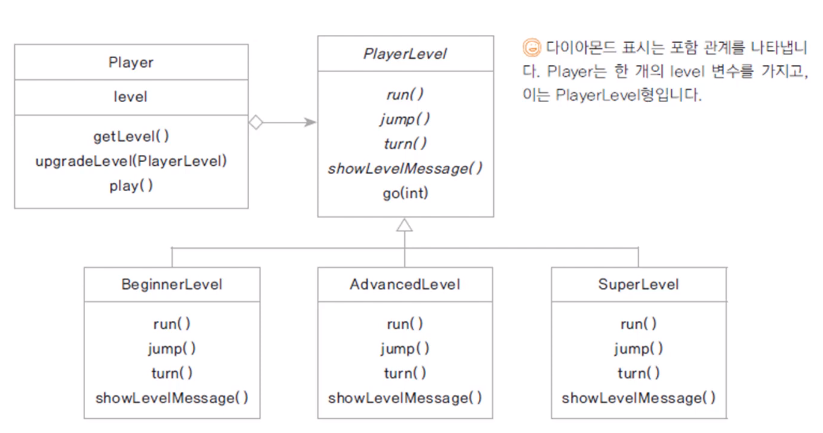 Player
level
getLevel( )
upgradeLevel(PlayerLevel)
play( )
PlayerLevel
run( )
jump( )
turn( )
showLevelMessage( )
go(int)
다이아몬드 표시는 포함 관계를 나타냅니
다. Player는 한 개의 level 변수를 가지고,
이는 PlayerLevel형입니다.
BeginnerLevel
run( )
jump( )
turn( )
showLevelMessage( )
AdvancedLevel
run( )
jump( )
turn( )
showLevelMessage( )
SuperLevel
run( )
jump( )
turn( )
showLevelMessage( )